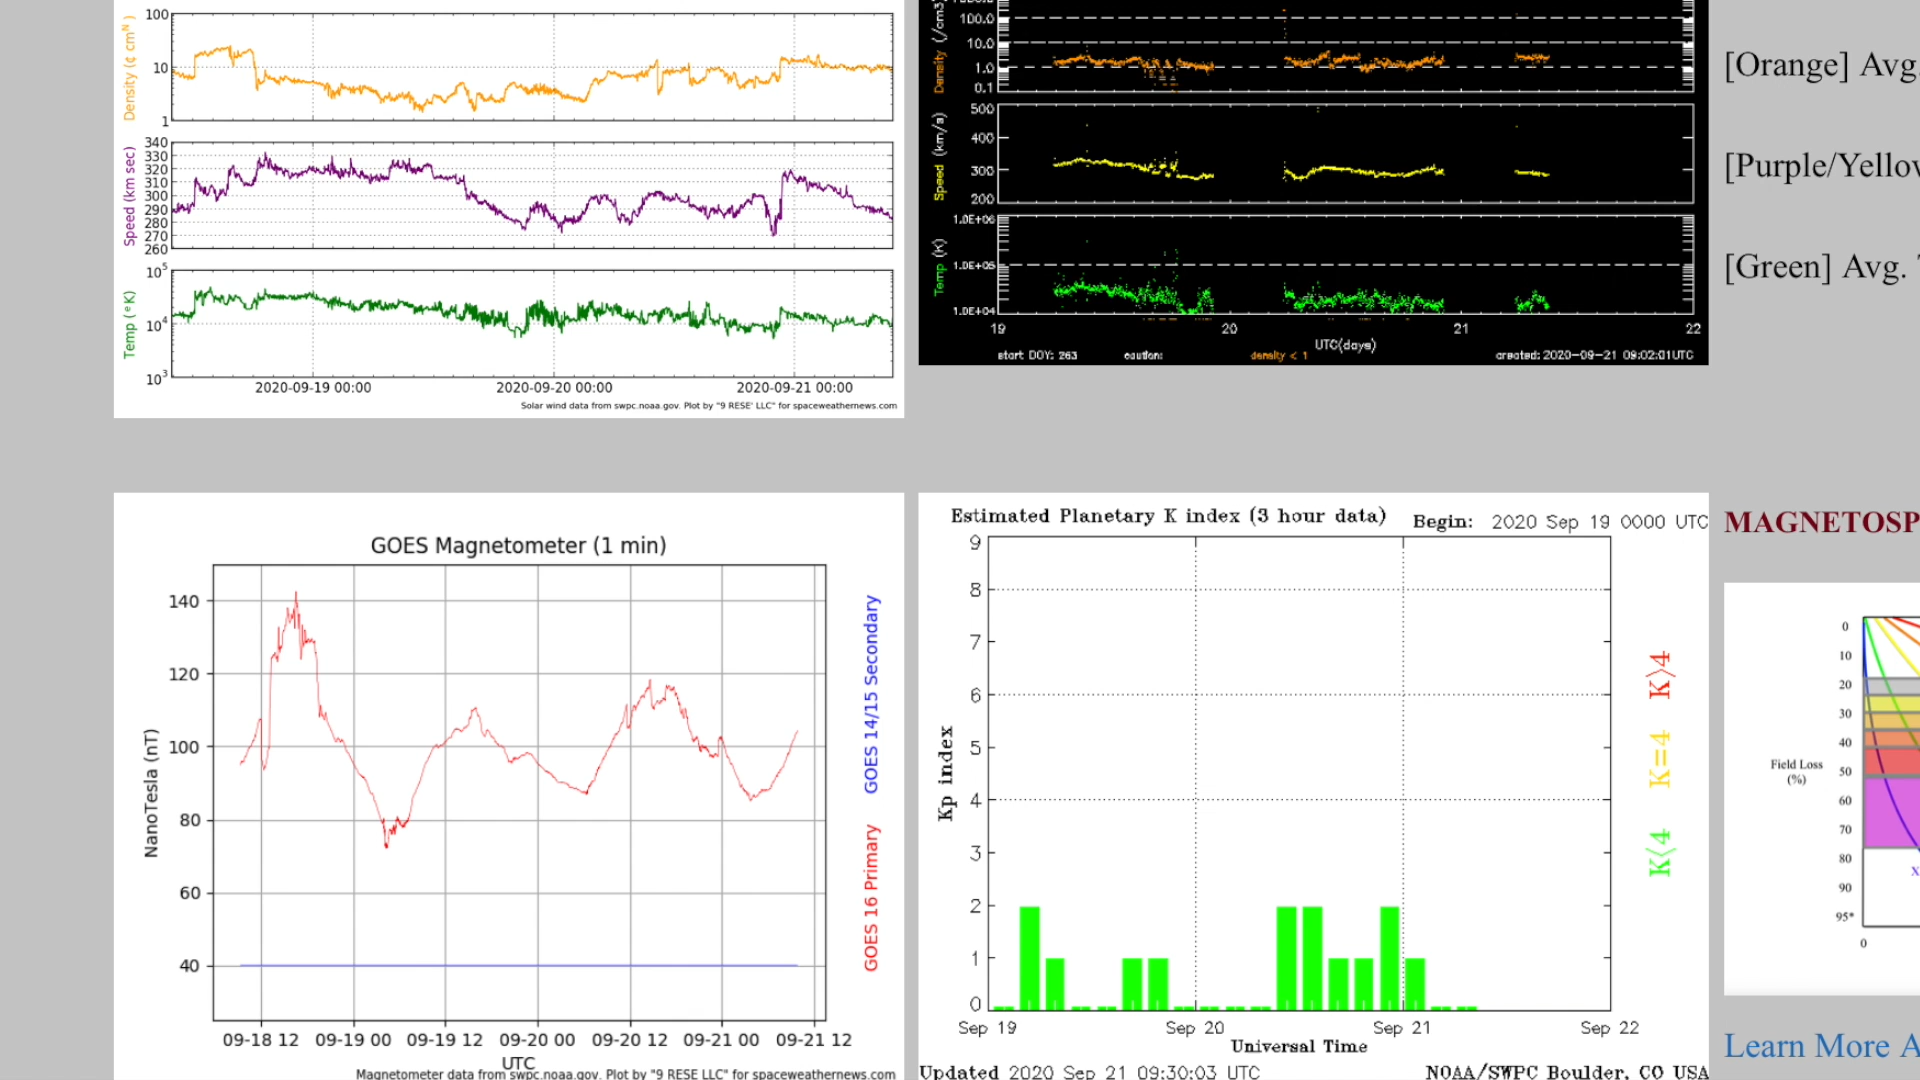 Density (¢ cm^N )
100
10
1
Speed (km sec)
340
330
320
310
300
290
280
270
260
Temp (°K)
10^5
10^4
10^3
2020-09-19 00:00 2020-09-20 00:00 2020-09-21 00:00
Solar wind data from swpc.noaa.gov. Plot by "9 RESE' LLC" for spaceweathernews.com
Density (/cm3)
100.0
10.0
1.0
0.1
Speed (km/s)
500
400
300
200
Temp (K)
1.0E+06
1.0E+05
1.0E+04
19 20 21 22
UTC(days)
start DOY: 263 caution: density < 1 created: 2020-09-21 09:02:01UTC
[Orange] Avg.
[Purple/Yellow
[Green] Avg.
GOES Magnetometer (1 min)
NanoTesla (nT)
140
120
100
80
60
40
09-18 12 09-19 00 09-19 12 09-20 00 09-20 12 09-21 00 09-21 12
UTC
GOES 14/15 Secondary
GOES 16 Primary
Magnetometer data from swpc.noaa.gov. Plot by "9 RESE LLC" for spaceweathernews.com
Estimated Planetary K index (3 hour data) Begin: 2020 Sep 19 0000 UTC
Kp index
9
8
7
6
5
4
3
2
1
0
Sep 19 Sep 20 Sep 21 Sep 22
Universal Time
K>4
K=4
K<4
Updated 2020 Sep 21 09:30:03 UTC NOAA/SWPC Boulder, CO USA
MAGNETOSP
Field Loss
(%)
0
10
20
30
40
50
60
70
80
90
95*
0
X
Learn More A